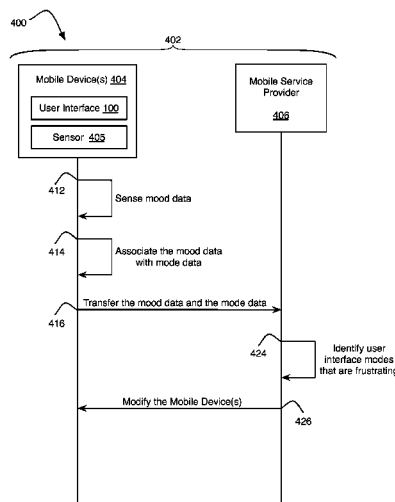 400
402
Mobile Device(s) 404
User Interface 100
Sensor 405
Mobile Service
Provider
406
412
Sense mood data
414
Associate the mood data
with mode data
Transfer the mood data and the mode data
416
424
Identify user
interface modes
that are frustrating
Modify the Mobile Device(s)
426